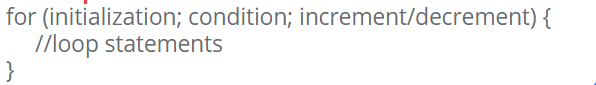 for (initialization; condition; increment/decrement) {
//loop statements
}